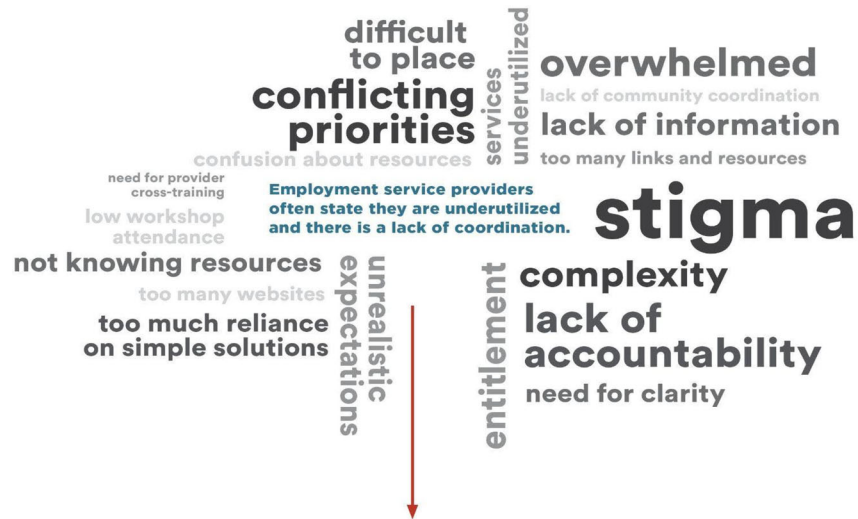 difficult
to place
conflicting
priorities
services
underutilized
overwhelmed
lack of community coordination
lack of information
too many links and resources
confusion about resources
need for provider
cross-training
low workshop
attendance
Employment service providers
often state they are underutilized
and there is a lack of coordination.
stigma
not knowing resources
too many websites
too much reliance
on simple solutions
unrealistic
expectations
entitlement
complexity
lack of
accountability
need for clarity